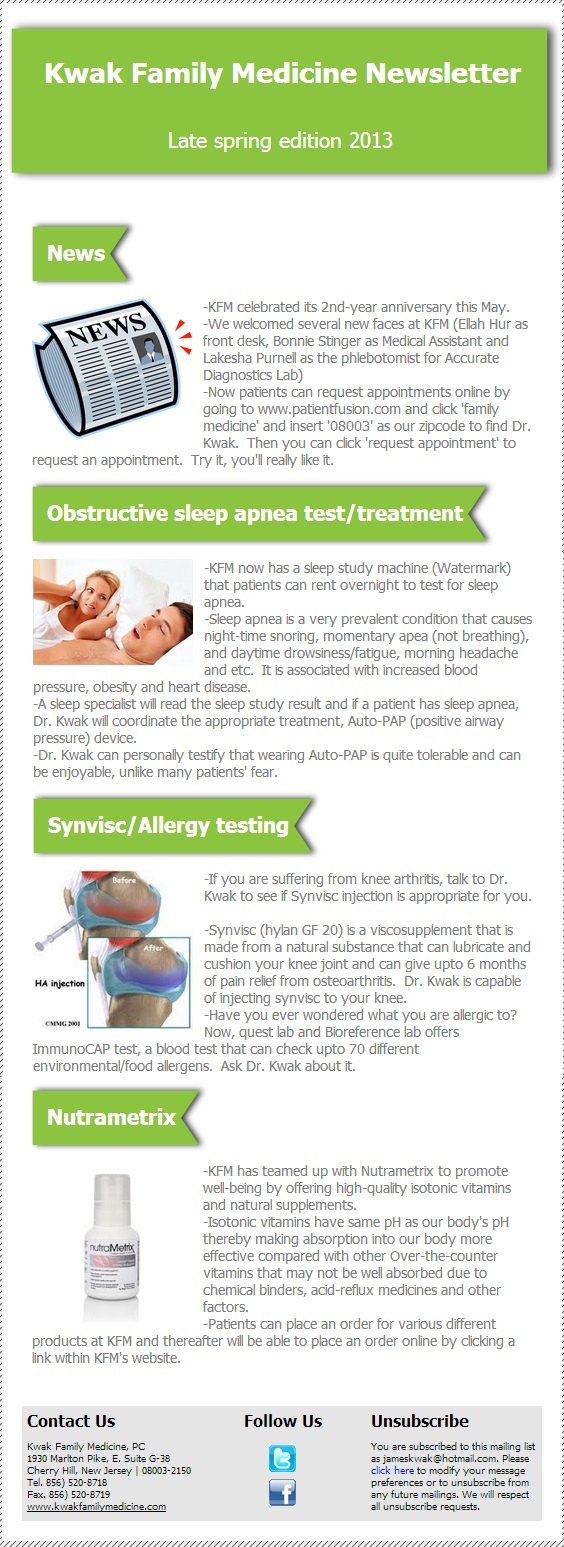 Kwak Family Medicine Newsletter
Late spring edition 2013
News
NEWS
-KFM celebrated its 2nd-year anniversary this May.
-We welcomed several new faces at KFM (Ellah Hur as
front desk, Bonnie Stinger as Medical Assistant and
Lakesha Purnell as the phlebotomist for Accurate
Diagnostics Lab)
-Now patients can request appointments online by
going to www.patientfusion.com and click 'family
medicine' and insert '08003' as our zipcode to find Dr.
Kwak.  Then you can click 'request appointment' to
request an appointment.  Try it, you'll really like it.
Obstructive sleep apnea test/treatment
-KFM now has a sleep study machine (Watermark)
that patients can rent overnight to test for sleep
apnea.
-Sleep apnea is a very prevalent condition that causes
night-time snoring, momentary apea (not breathing),
and daytime drowsiness/fatigue, morning headache
and etc.  It is associated with increased blood
pressure, obesity and heart disease.
-A sleep specialist will read the sleep study result and if a patient has sleep apnea,
Dr. Kwak will coordinate the appropriate treatment, Auto-PAP (positive airway
pressure) device.
-Dr. Kwak can personally testify that wearing Auto-PAP is quite tolerable and can
be enjoyable, unlike many patients' fear.
Synvisc/Allergy testing
Before
After
HA injection
©MMG 2001
-If you are suffering from knee arthritis, talk to Dr.
Kwak to see if Synvisc injection is appropriate for you.
-Synvisc (hylan GF 20) is a viscosupplement that is
made from a natural substance that can lubricate and
cushion your knee joint and can give upto 6 months
of pain relief from osteoarthritis.  Dr. Kwak is capable
of injecting synvisc to your knee.
-Have you ever wondered what you are allergic to?
Now, quest lab and Bioreference lab offers
ImmunoCAP test, a blood test that can check upto 70 different
environmental/food allergens.  Ask Dr. Kwak about it.
Nutrametrix
nutraMetrix
-KFM has teamed up with Nutrametrix to promote
well-being by offering high-quality isotonic vitamins
and natural supplements.
-Isotonic vitamins have same pH as our body's pH
thereby making absorption into our body more
effective compared with other Over-the-counter
vitamins that may not be well absorbed due to
chemical binders, acid-reflux medicines and other
factors.
-Patients can place an order for various different
products at KFM and thereafter will be able to place an order online by clicking a
link within KFM's website.
Contact Us
Kwak Family Medicine, PC
1930 Marlton Pike, E. Suite G-38
Cherry Hill, New Jersey | 08003-2150
Tel. 856) 520-8718
Fax. 856) 520-8719
www.kwakfamilymedicine.com
Follow Us
Unsubscribe
You are subscribed to this mailing list
as jameskwak@hotmail.com. Please
click here to modify your message
preferences or to unsubscribe from
any future mailings. We will respect
all unsubscribe requests.